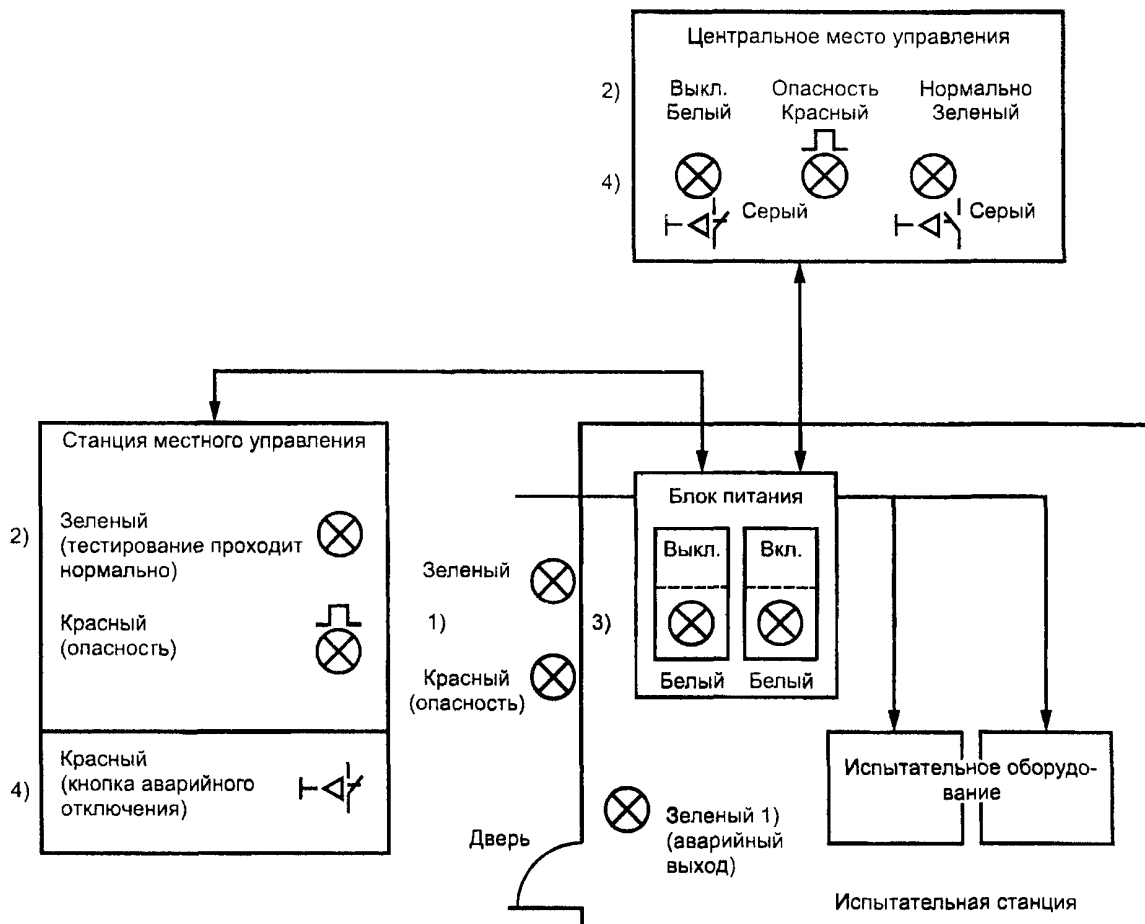 Центральное место управления
2)
Выкл.
Белый
Опасность
Красный
Нормально
Зеленый
4)
Серый
Серый
Станция местного управления
2)
Зеленый
(тестирование проходит
нормально)
Красный
(опасность)
4)
Красный
(кнопка аварийного
отключения)
Зеленый
1)
Красный
(опасность)
3)
Блок питания
Выкл.
Вкл.
Белый
Белый
Испытательное оборудо-
вание
Зеленый 1)
(аварийный
выход)
Дверь
Испытательная станция